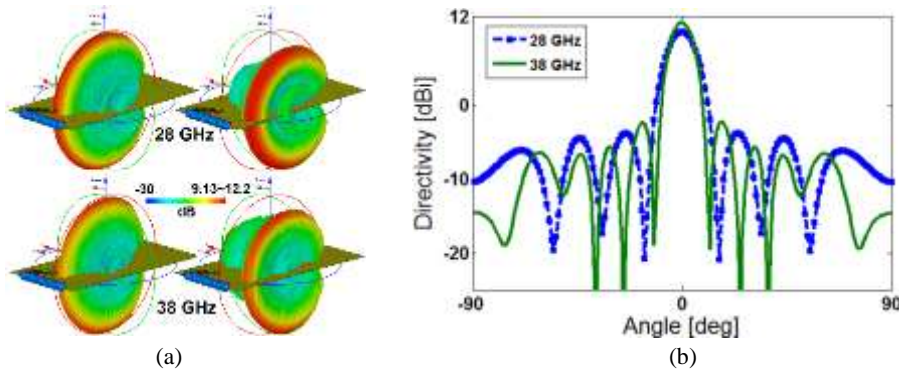 28 GHz
-30
9.13~12.2
dB
38 GHz
(a)
12
0
-10
-20
-90
0
90
Directivity [dBi]
Angle [deg]
28 GHz
38 GHz
(b)